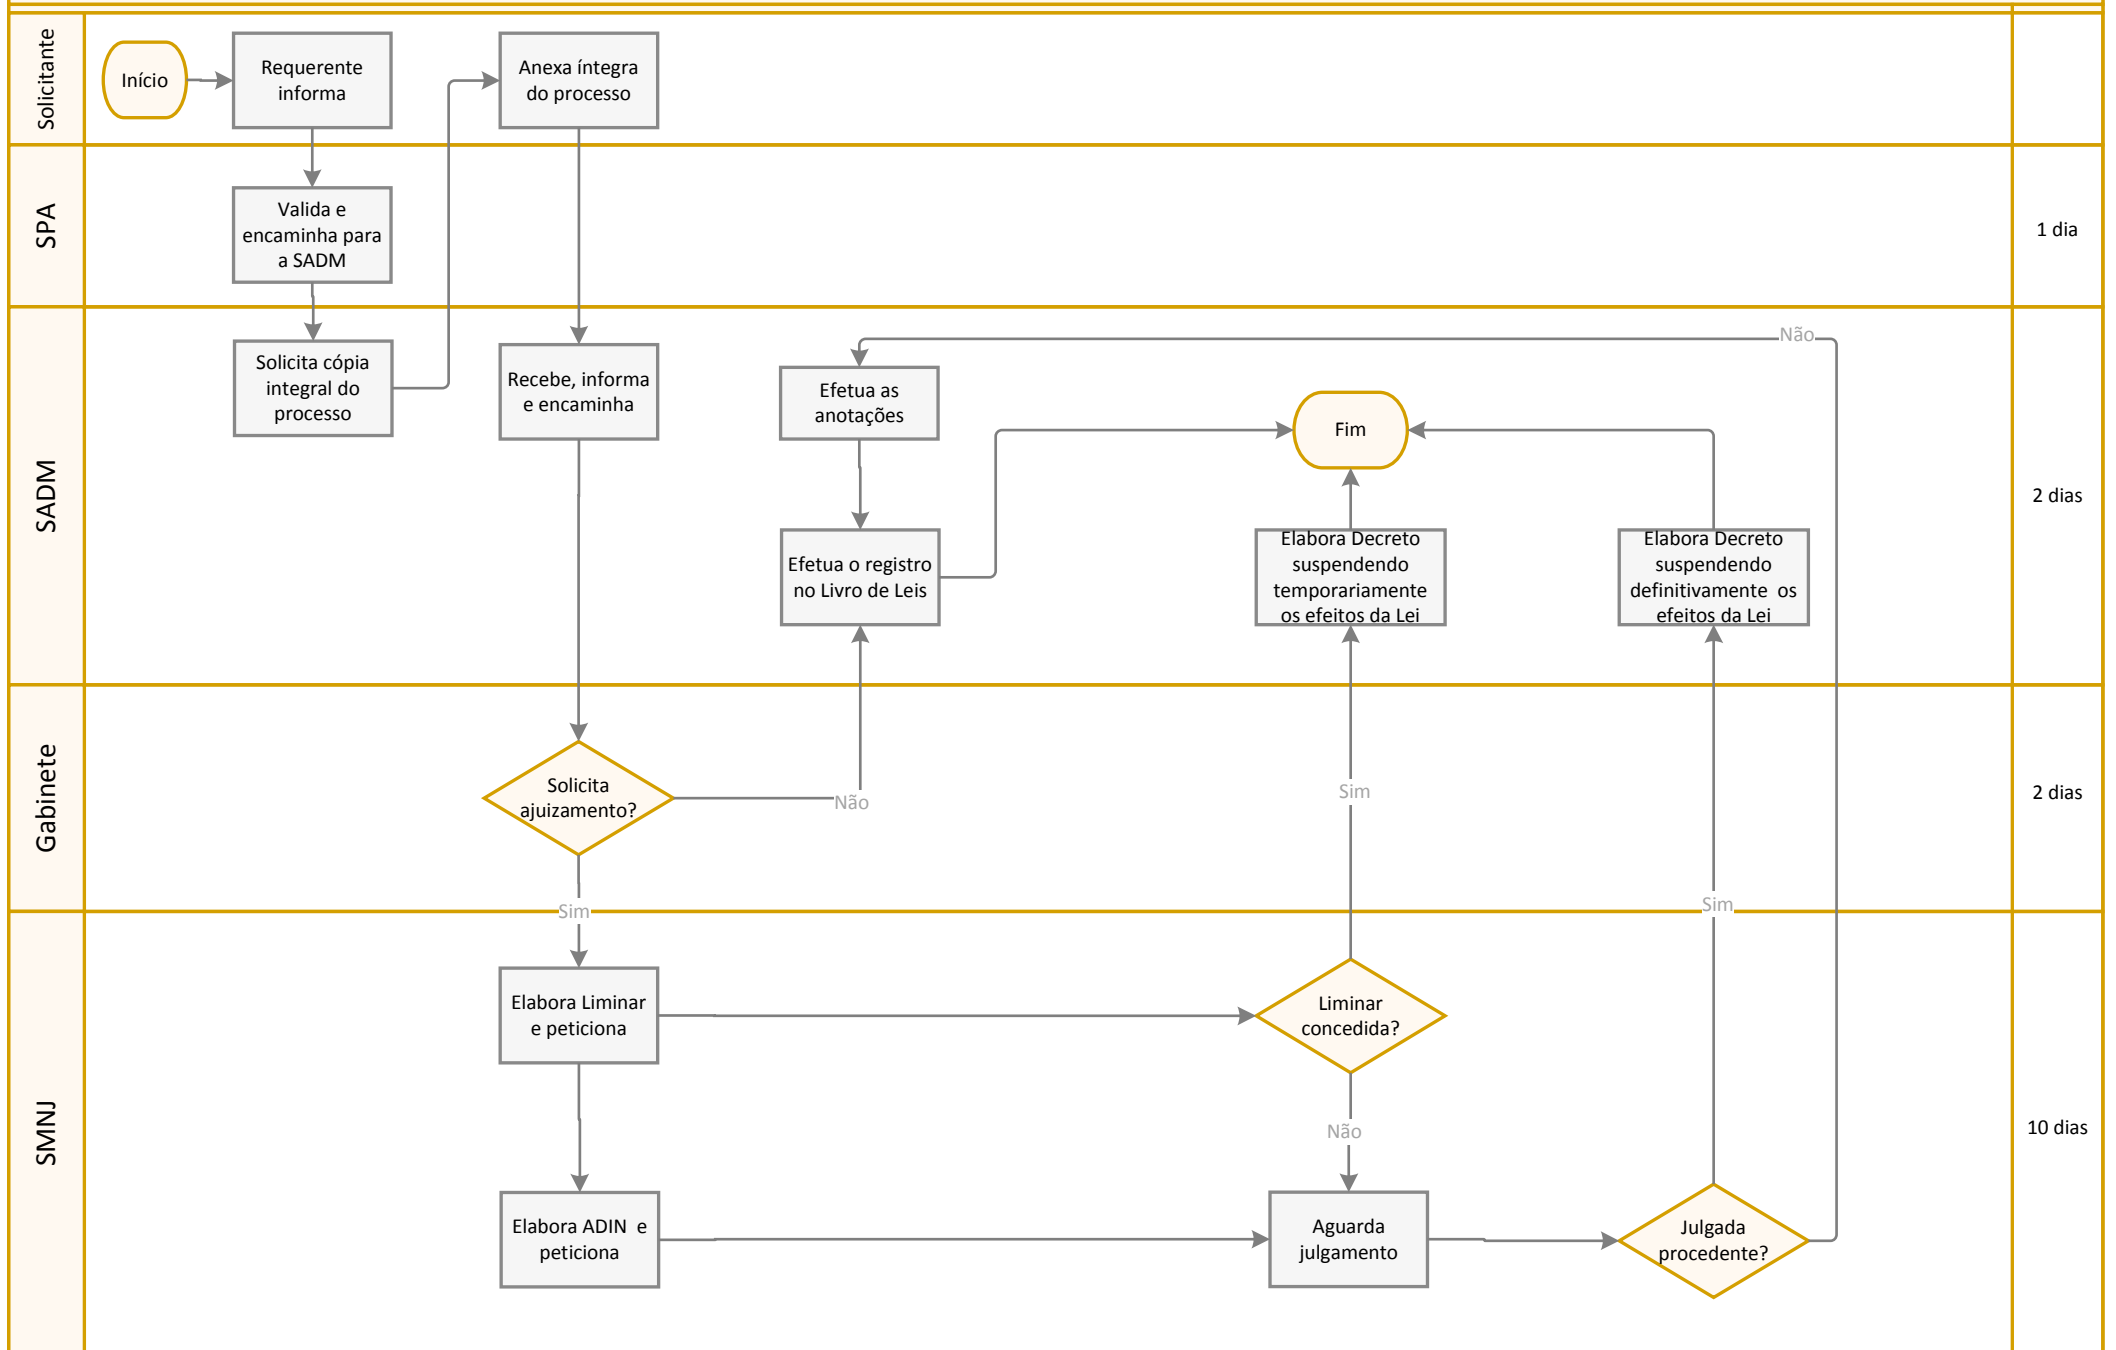 Solicitante
Início
Requerente
informa
Anexa íntegra
do processo
SPA
Valida e
encaminha para
a SADM
1 dia
SADM
Solicita cópia
integral do
processo
Recebe, informa
e encaminha
Efetua as
anotações
Não
Fim
Efetua o registro
no Livro de Leis
Elabora Decreto
suspendendo
temporariamente
os efeitos da Lei
Elabora Decreto
suspendendo
definitivamente os
efeitos da Lei
2 dias
Gabinete
Solicita
ajuizamento?
Não
Sim
2 dias
Sim
Sim
SMNJ
Elabora Liminar
e peticiona
Liminar
concedida?
Não
10 dias
Elabora ADIN e
peticiona
Aguarda
julgamento
Julgada
procedente?